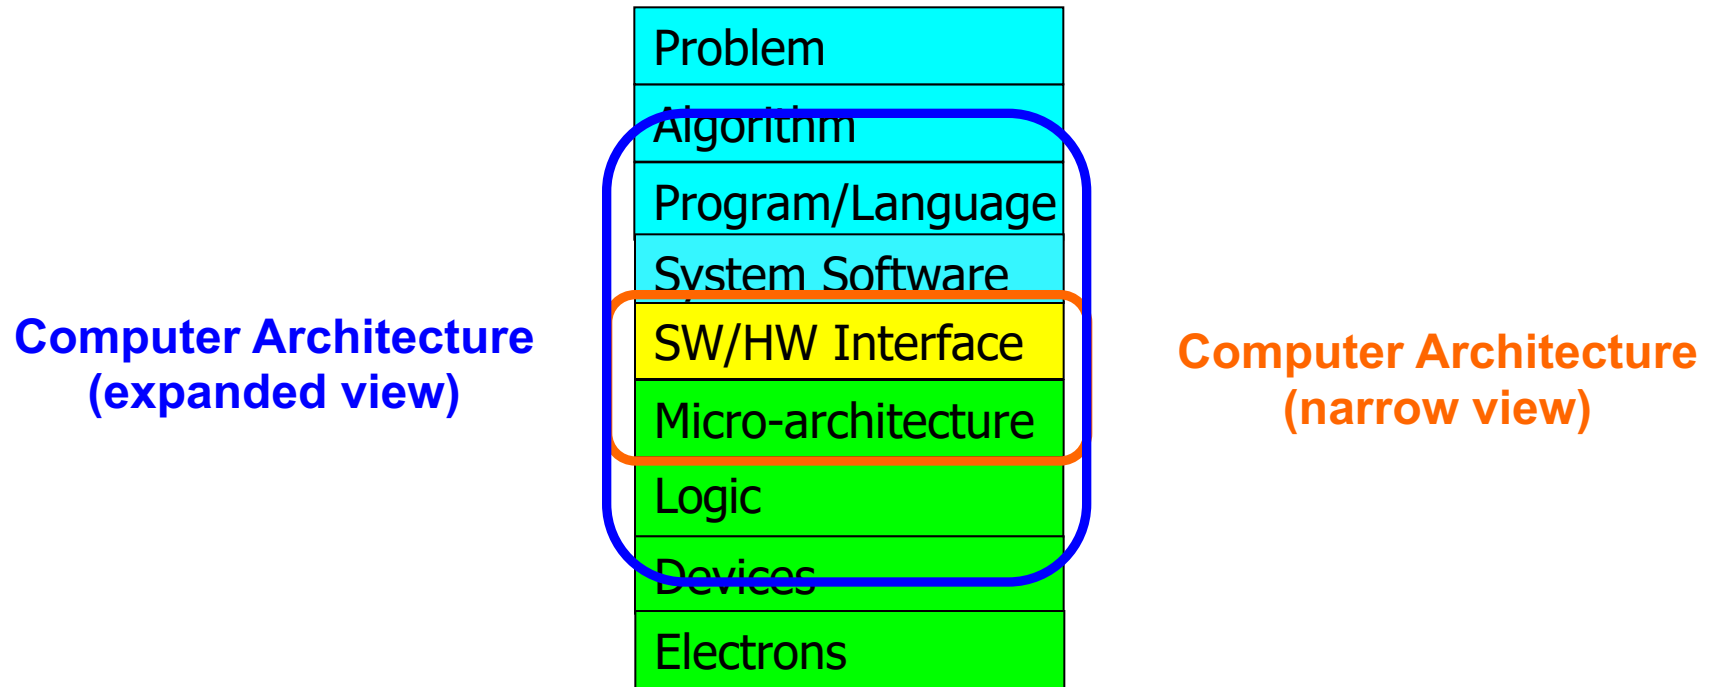 Problem
Algorithm
Program/Language
System Software
SW/HW Interface
Micro-architecture
Logic
Devices
Electrons
Computer Architecture
(expanded view)
Computer Architecture
(narrow view)